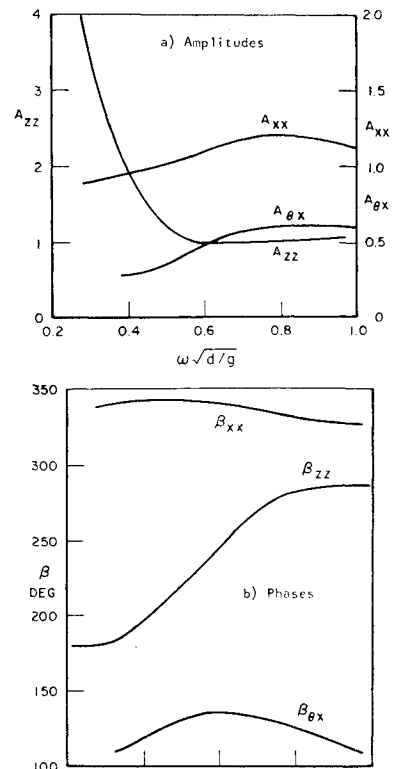 a) Amplitudes
4
3
A_ZZ
2
1
0
2.0
1.5
A_XX
1.0
A_θX
0.5
0
A_XX
A_θX
A_ZZ
0.2
0.4
0.6
0.8
1.0
ω√d/g
350
300
250
β
DEG
200
150
100
β_XX
β_ZZ
b) Phases
β_θX